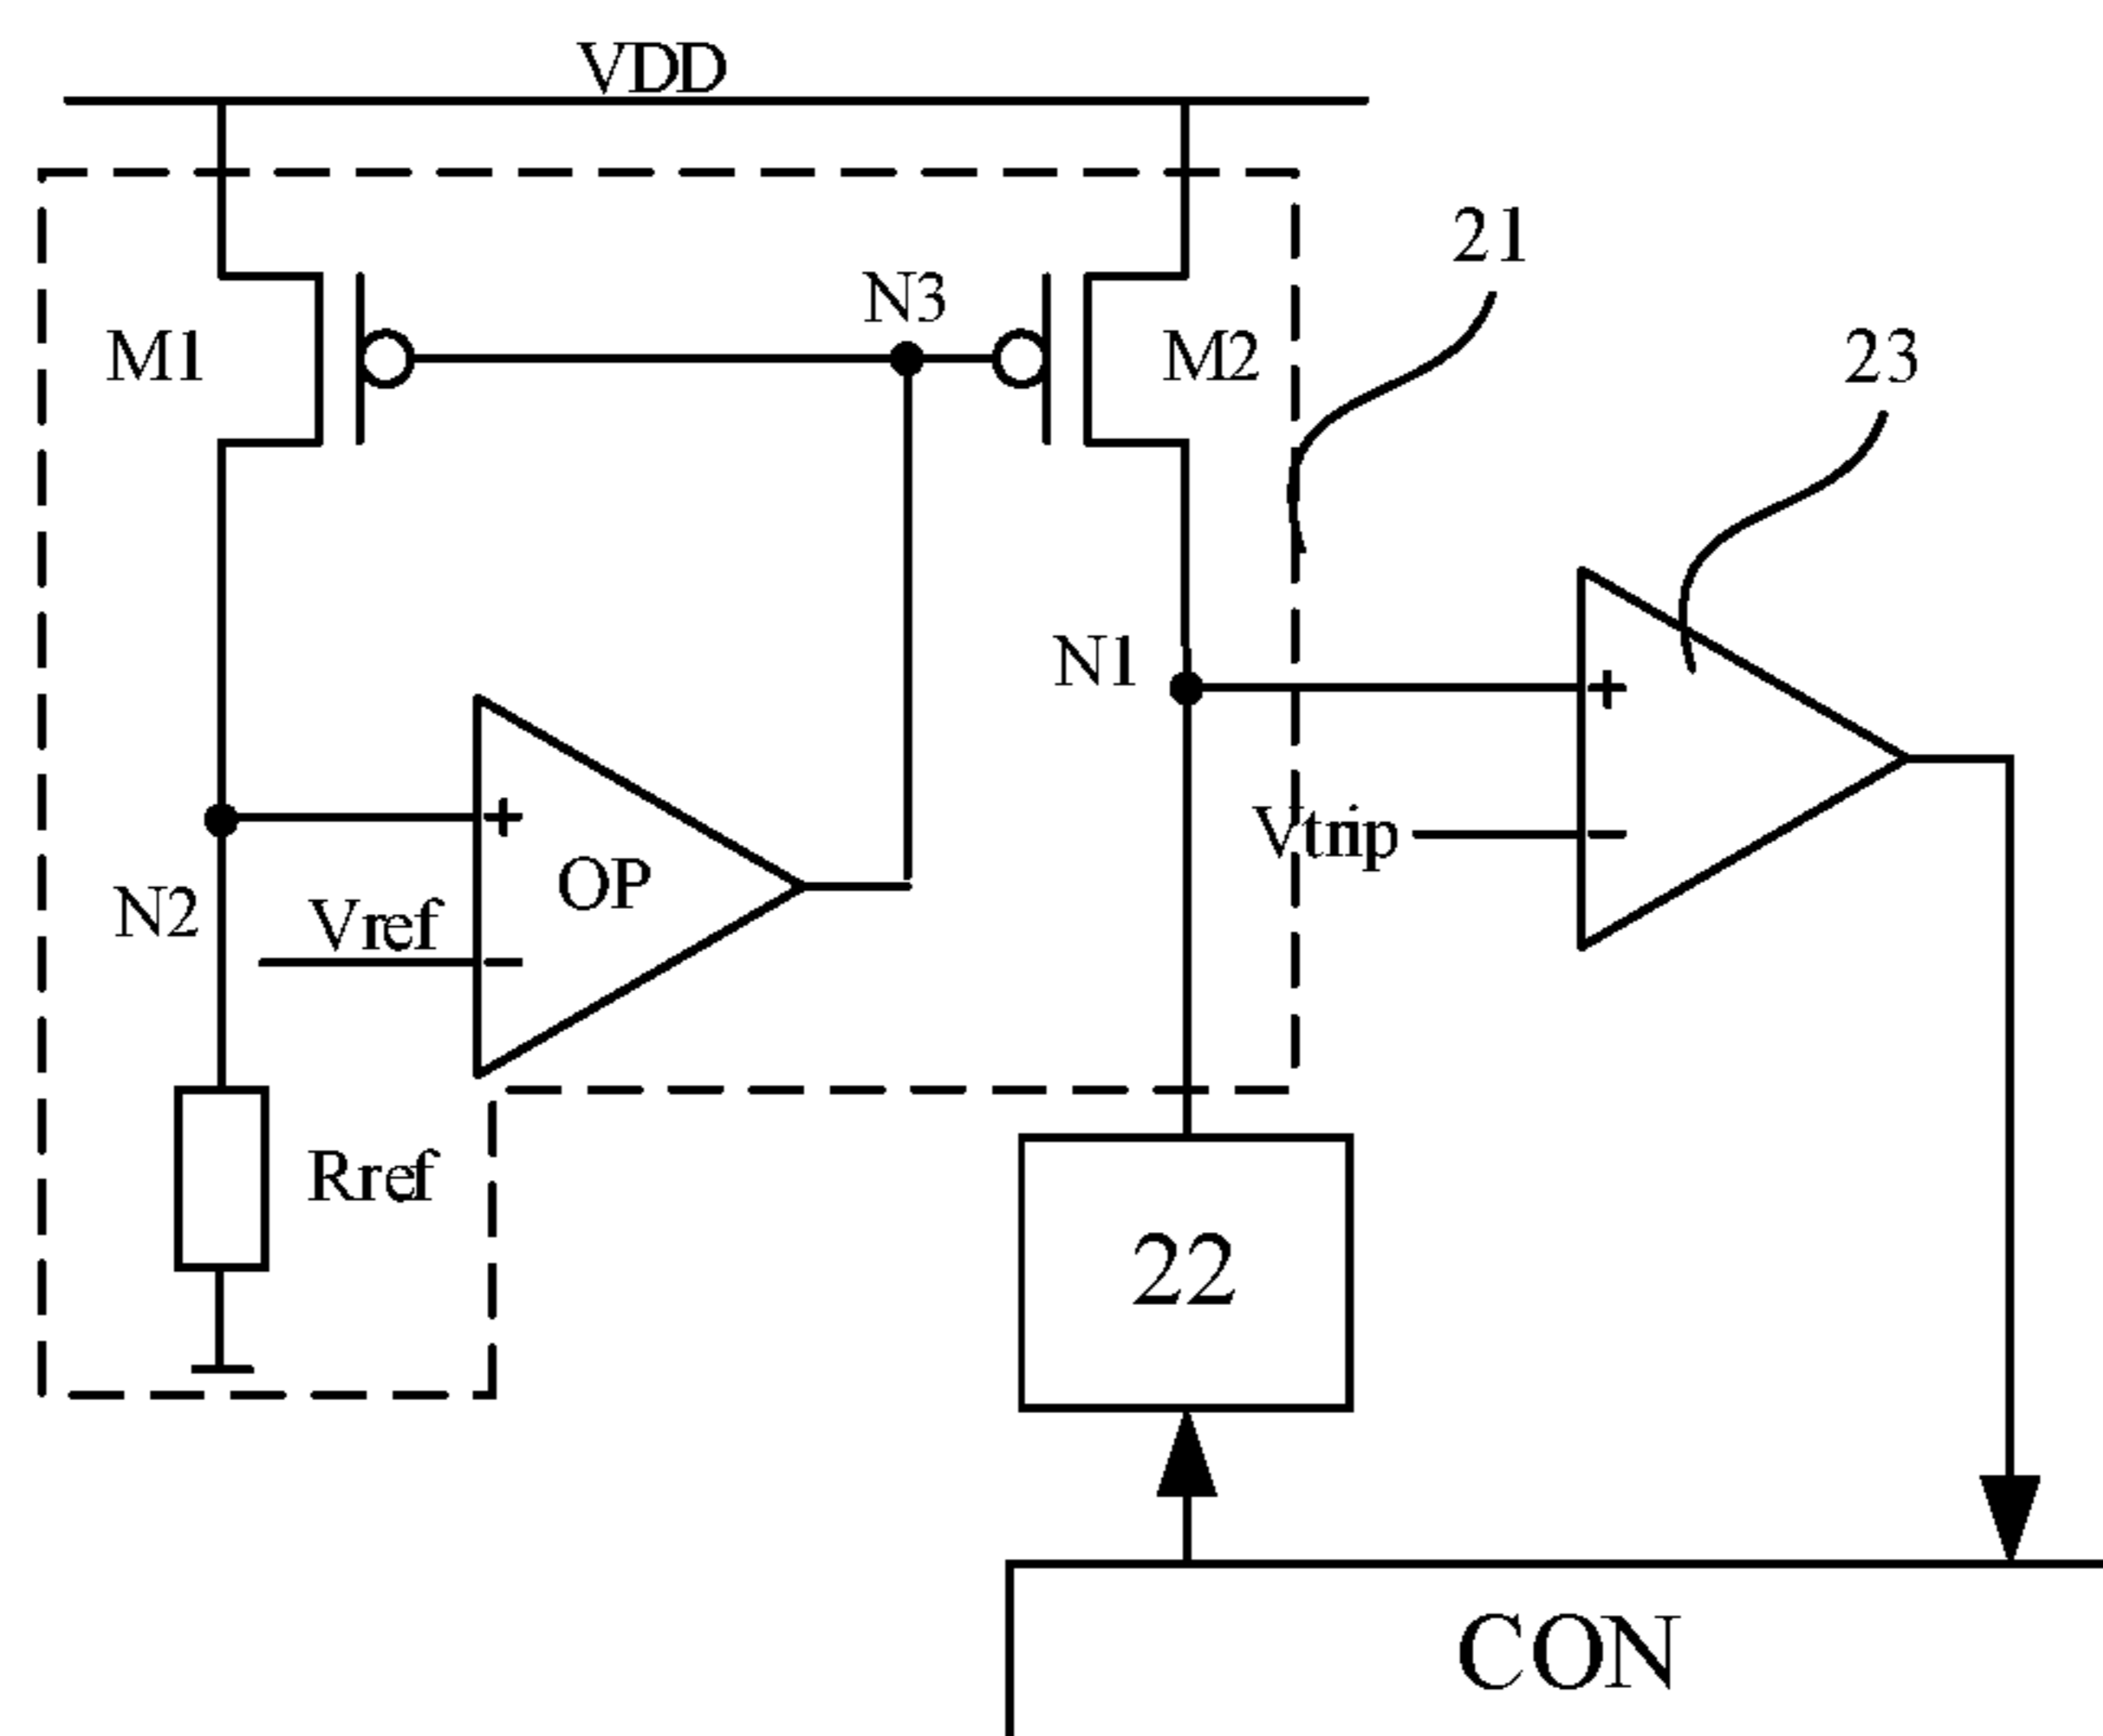 VDD
21
N3
M1
M2
23
N1
+
Vtrip
+
−
OP
N2
Vref
−
Rref
22
CON